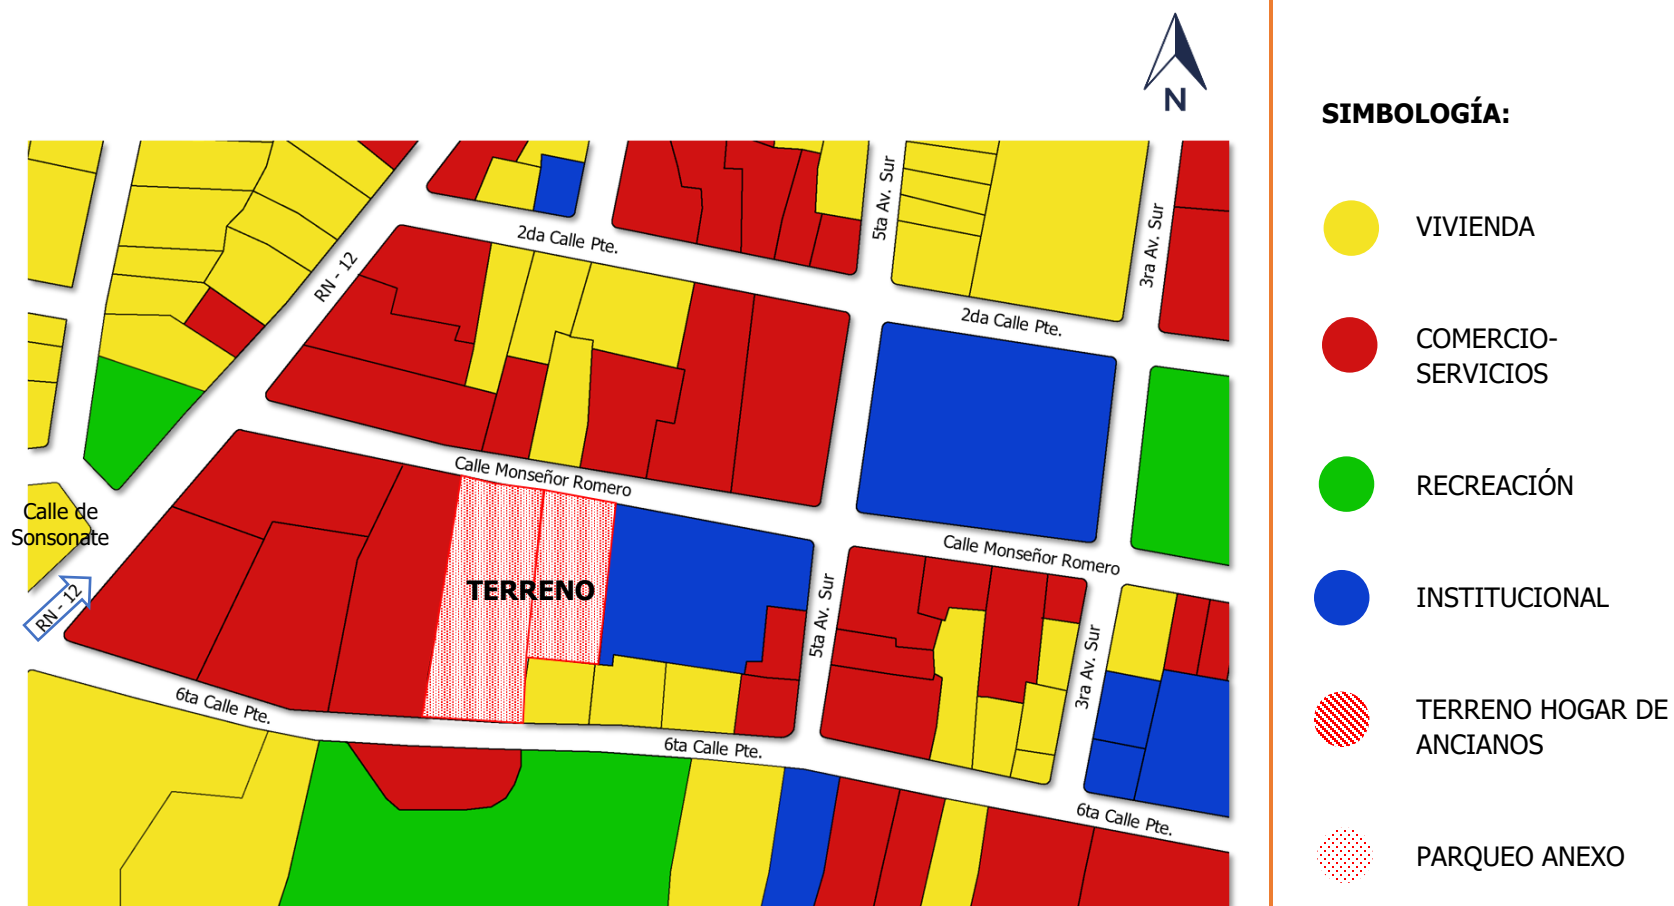 N
SIMBOLOGÍA:
VIVIENDA
COMERCIO-
SERVICIOS
RECREACIÓN
INSTITUCIONAL
TERRENO HOGAR DE
ANCIANOS
PARQUEO ANEXO
5ta Av. Sur
3ra Av. Sur
2da Calle Pte.
RN - 12
2da Calle Pte.
Calle Monseñor Romero
Calle de
Sonsonate
Calle Monseñor Romero
TERRENO
RN - 12
5ta Av. Sur
3ra Av. Sur
6ta Calle Pte.
6ta Calle Pte.
6ta Calle Pte.